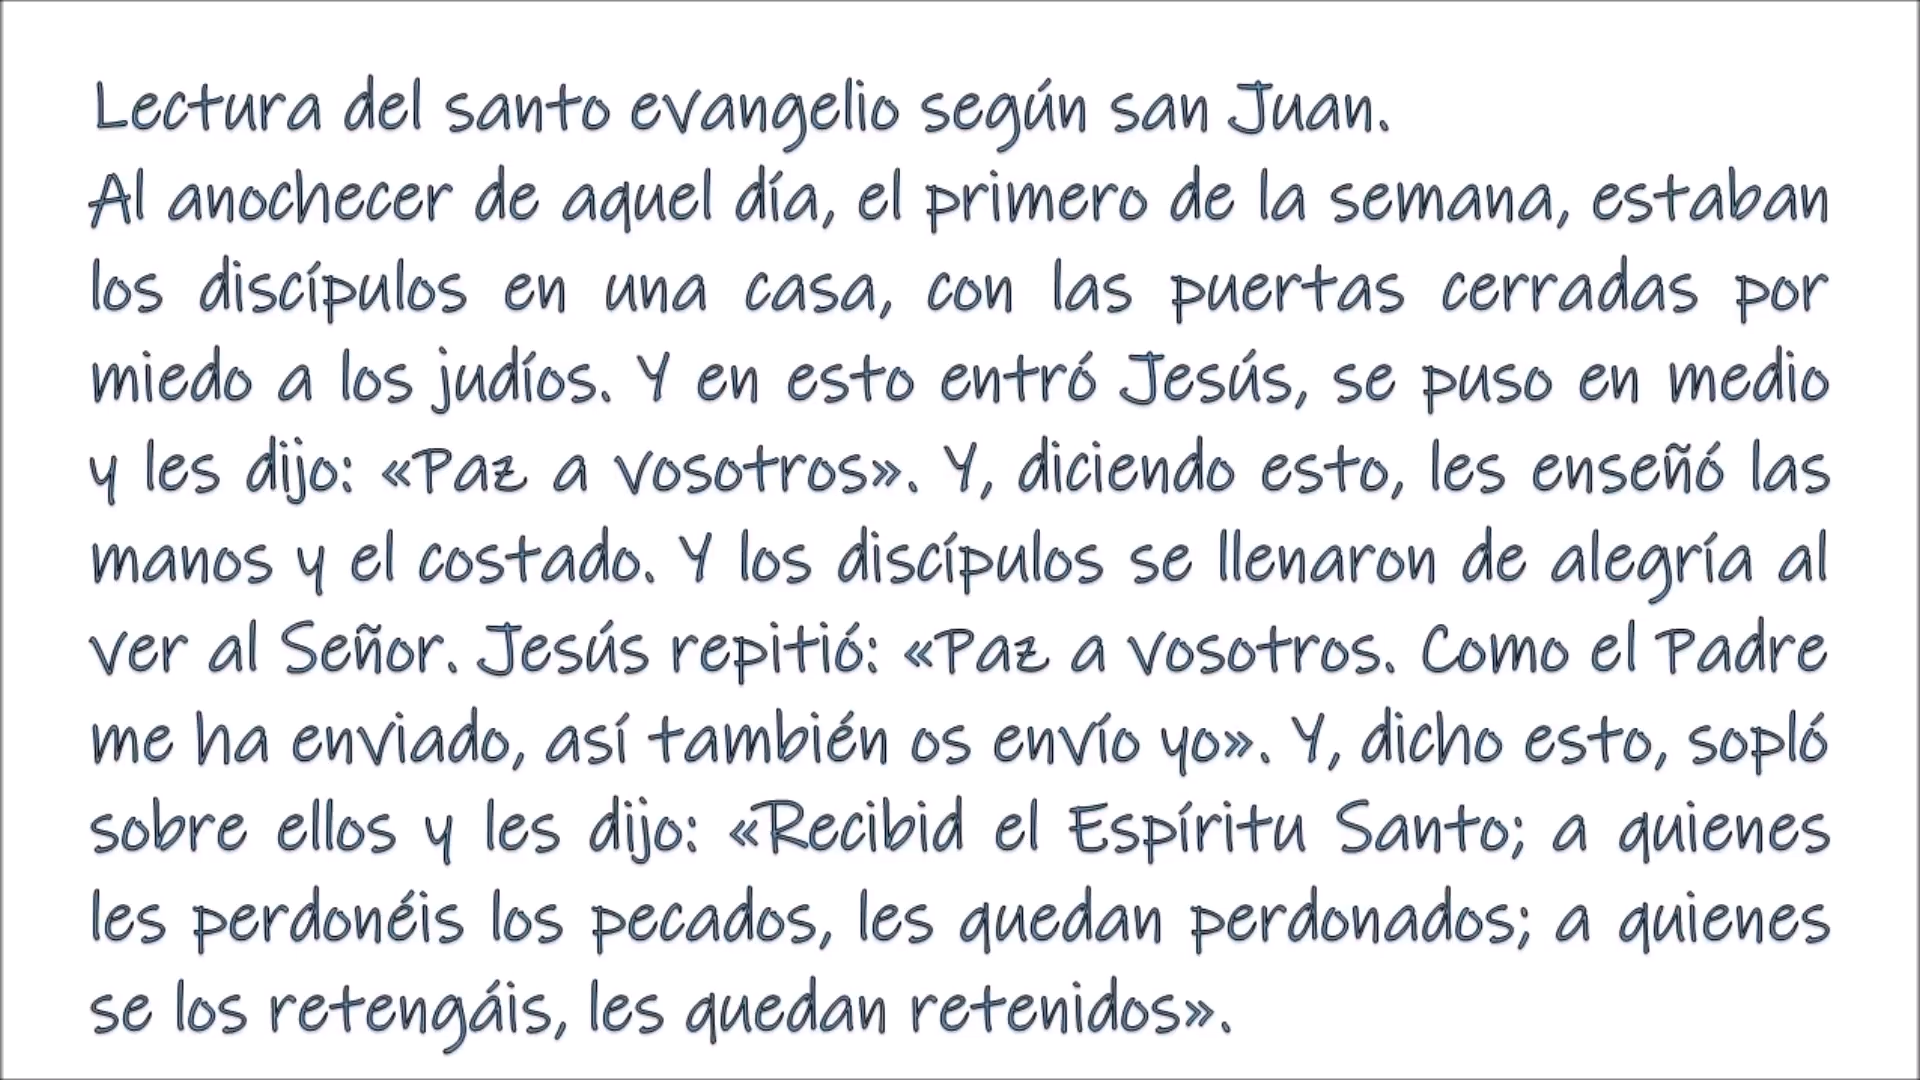 Lectura del santo evangelio según san Juan.
Al anochecer de aquel día, el primero de la semana, estaban
los discípulos en una casa, con las puertas cerradas por
miedo a los judíos. Y en esto entró Jesús, se puso en medio
y les dijo: «Paz a vosotros». Y, diciendo esto, les enseñó las
manos y el costado. Y los discípulos se llenaron de alegría al
ver al Señor. Jesús repitió: «Paz a vosotros. Como el Padre
me ha enviado, así también os envío yo». Y, dicho esto, sopló
sobre ellos y les dijo: «Recibid el Espíritu Santo; a quienes
les perdonéis los pecados, les quedan perdonados; a quienes
se los retengáis, les quedan retenidos».